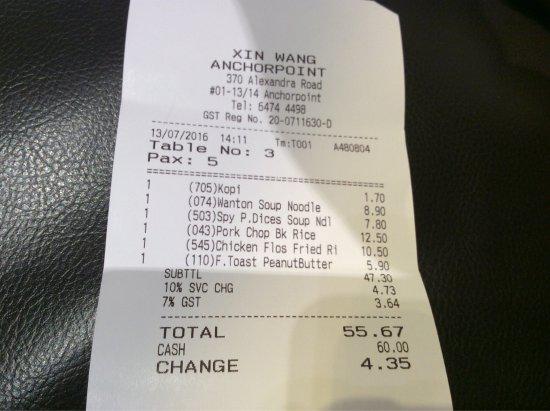 XIN WANG
ANCHORPOINT
370 Alexandra Road
#01-13/14 Anchorpoint
Tel: 6474 4498
GST Reg No. 20-0711630-D
13/07/2016 14:11 Tm:T001 A480804
Table No: 3
Pax: 5
1 (705)Kopi 1.70
1 (074)Wanton Soup Noodle 8.90
1 (503)Spy P.Dices Soup Ndl 7.80
1 (043)Pork Chop Bk Rice 12.50
1 (545)Chicken Flos Fried Ri 10.50
1 (110)F.Toast PeanutButter 5.90
SUBTTL 47.30
10% SVC CHG 4.73
7% GST 3.64
TOTAL 55.67
CASH 60.00
CHANGE 4.35